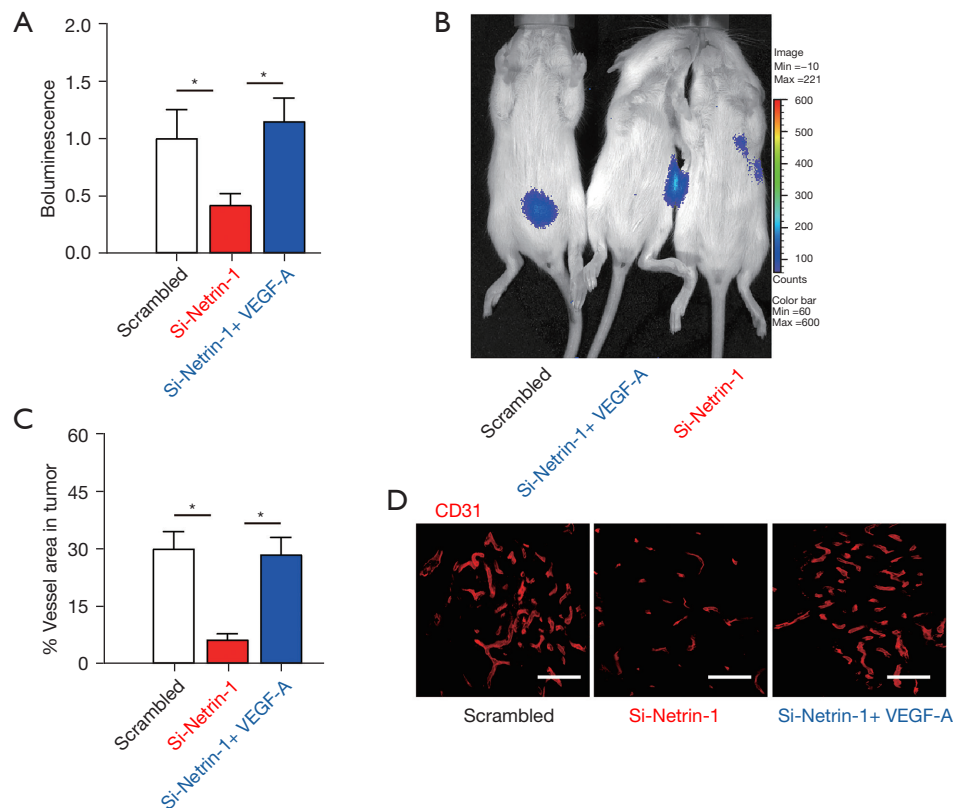 A
2.0
1.5
1.0
0.5
0.0
Boluminescence
*
*
Scrambled
Si-Netrin-1
Si-Netrin-1+ VEGF-A
B
Image
Min =−10
Max =221
600
500
400
300
200
100
Counts
Color bar
Min =60
Max =600
Scrambled
Si-Netrin-1+ VEGF-A
Si-Netrin-1
C
60
45
30
15
0
% Vessel area in tumor
*
*
Scrambled
Si-Netrin-1
Si-Netrin-1+ VEGF-A
D
CD31
Scrambled
Si-Netrin-1
Si-Netrin-1+ VEGF-A